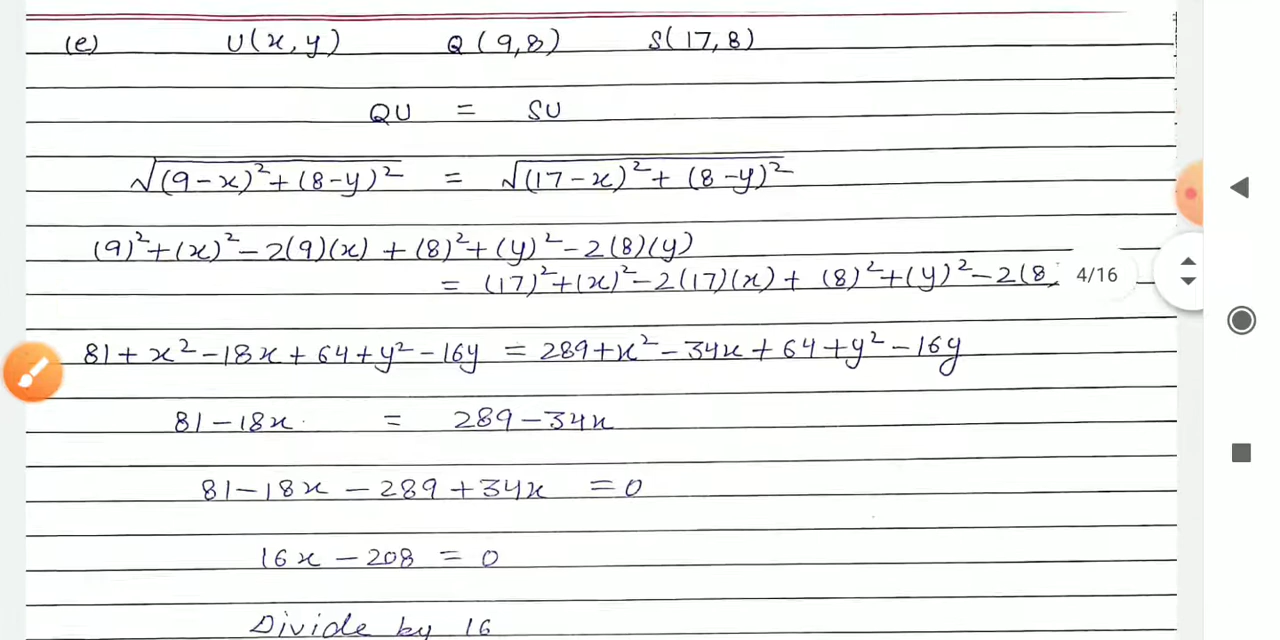 (e) U(x,y) Q(9,8) S(17,8)
QU = SU
√(9-x)²+(8-y)² = √(17-x)²+(8-y)²
(9)²+(x)²-2(9)(x)+(8)²+(y)²-2(8)(y)
= (17)²+(x)²-2(17)(x)+(8)²+(y)²-2(8
4/16
81+x²-18x+64+y²-16y = 289+x²-34x+64+y²-16y
81-18x = 289-34x
81-18x-289+34x = 0
16x-208 = 0
Divide by 16